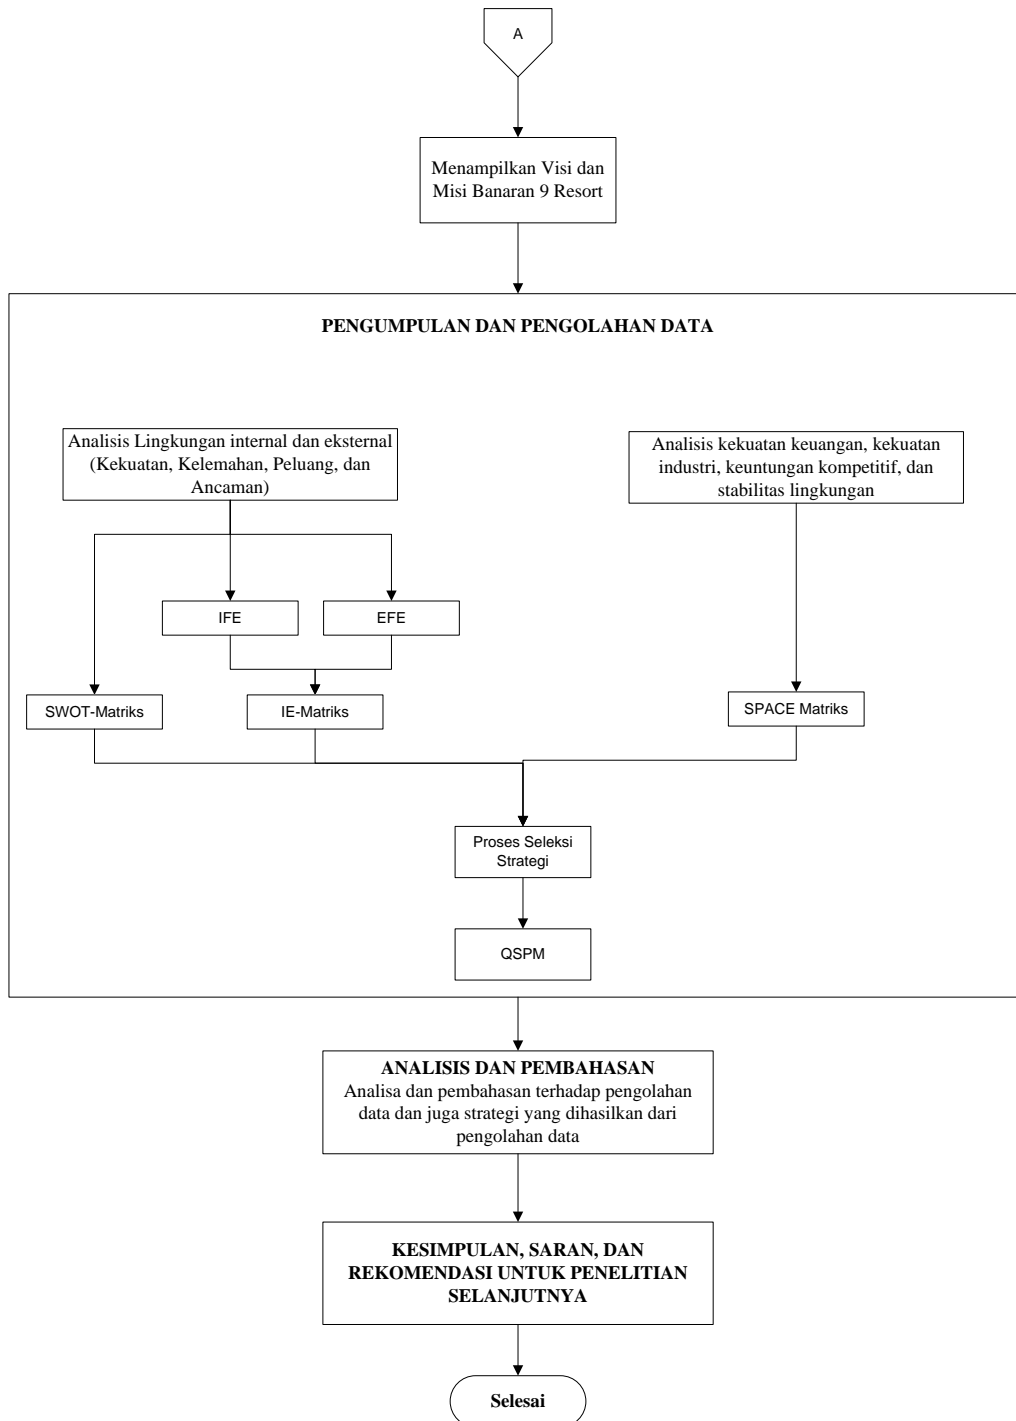 A
Menampilkan Visi dan
Misi Banaran 9 Resort
PENGUMPULAN DAN PENGOLAHAN DATA
Analisis Lingkungan internal dan eksternal
(Kekuatan, Kelemahan, Peluang, dan
Ancaman)
Analisis kekuatan keuangan, kekuatan
industri, keuntungan kompetitif, dan
stabilitas lingkungan
IFE
EFE
SWOT-Matriks
IE-Matriks
SPACE Matriks
Proses Seleksi
Strategi
QSPM
ANALISIS DAN PEMBAHASAN
Analisa dan pembahasan terhadap pengolahan
data dan juga strategi yang dihasilkan dari
pengolahan data
KESIMPULAN, SARAN, DAN
REKOMENDASI UNTUK PENELITIAN
SELANJUTNYA
Selesai